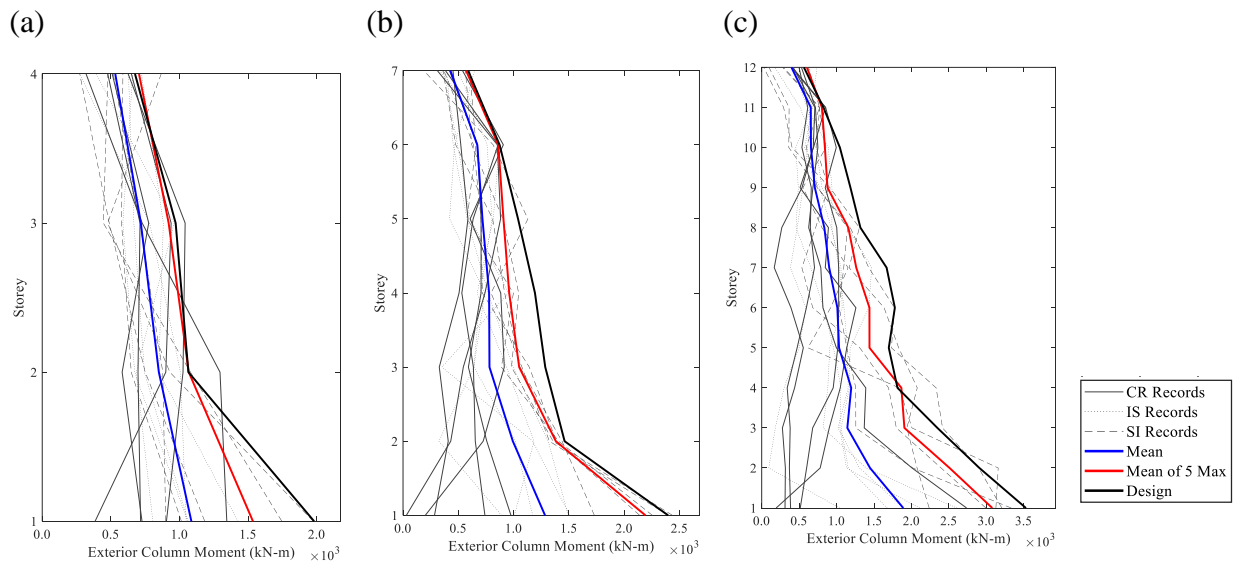 (a)
(b)
(c)
4
3
2
1
Storey
0.0 0.5 1.0 1.5 2.0
Exterior Column Moment (kN-m) ×10³
7
6
5
4
3
2
1
Storey
0.0 0.5 1.0 1.5 2.0 2.5
Exterior Column Moment (kN-m) ×10³
12
11
10
9
8
7
6
5
4
3
2
1
Storey
0.0 0.5 1.0 1.5 2.0 2.5 3.0 3.5
Exterior Column Moment (kN-m) ×10³
CR Records
IS Records
SI Records
Mean
Mean of 5 Max
Design